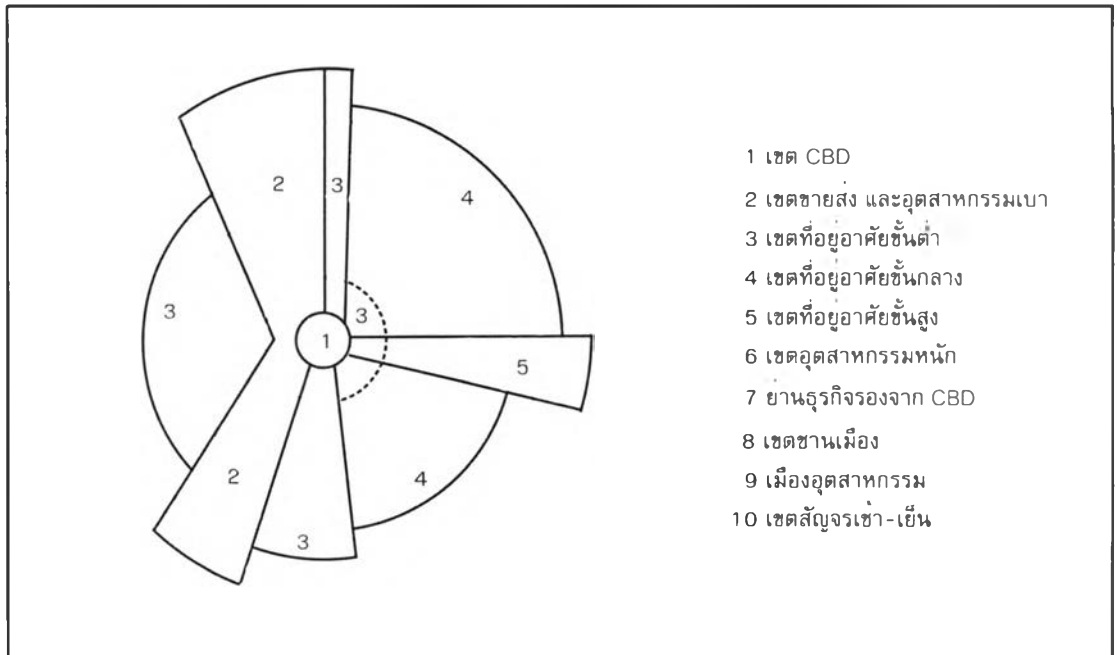 2
3
4
3
3
1
5
2
4
3
1 เขต CBD
2 เขตขายส่ง และอุตสาหกรรมเบา
3 เขตที่อยู่อาศัยชั้นต่ำ
4 เขตที่อยู่อาศัยชั้นกลาง
5 เขตที่อยู่อาศัยชั้นสูง
6 เขตอุตสาหกรรมหนัก
7 ย่านธุรกิจรองจาก CBD
8 เขตชานเมือง
9 เมืองอุตสาหกรรม
10 เขตสัญจรเช้า-เย็น